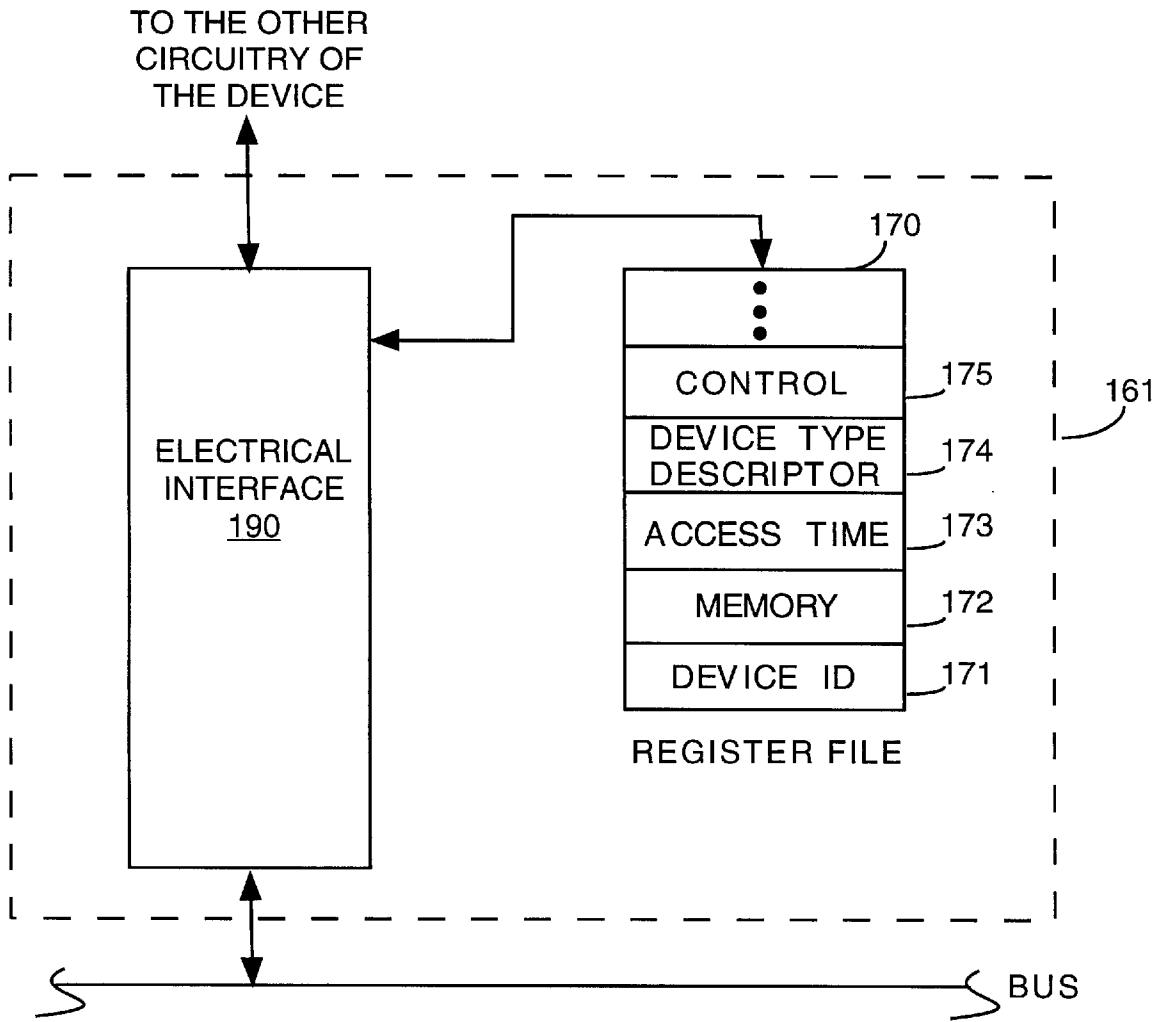 TO THE OTHER
CIRCUITRY OF
THE DEVICE
170
CONTROL
175
161
DEVICE TYPE
DESCRIPTOR
174
ELECTRICAL
INTERFACE
190
ACCESS TIME
173
MEMORY
172
DEVICE ID
171
REGISTER FILE
BUS